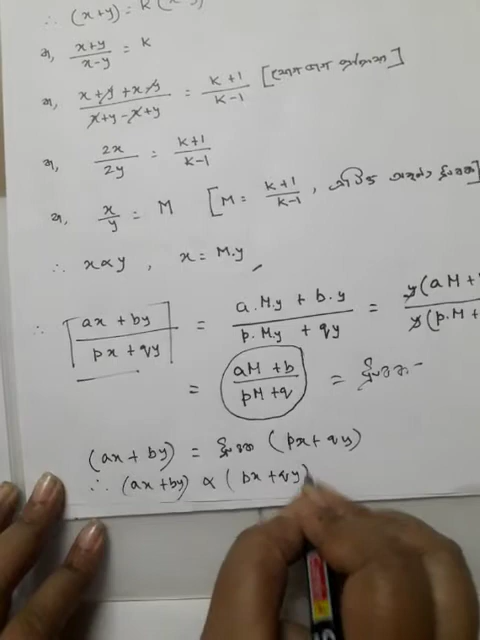 ∴ (x+y) = K (x
বা, x+y / x-y = K
বা, x+y+x-y / x+y-x+y = K+1 / K-1 [যোগ ভাগ প্রক্রিয়া]
বা, 2x / 2y = K+1 / K-1
বা, x/y = M [M = K+1 / K-1, অশূন্য ধ্রুবক]
∴ x∝y, x = M.y
∴ ax+by / px+qy = a.My + b.y / p.My + qy = y(aM+ / y(p.M+
= aM+b / pM+q = ধ্রুবক
(ax+by) = ধ্রুবক (px+qy)
∴ (ax+by) ∝ (px+qy)